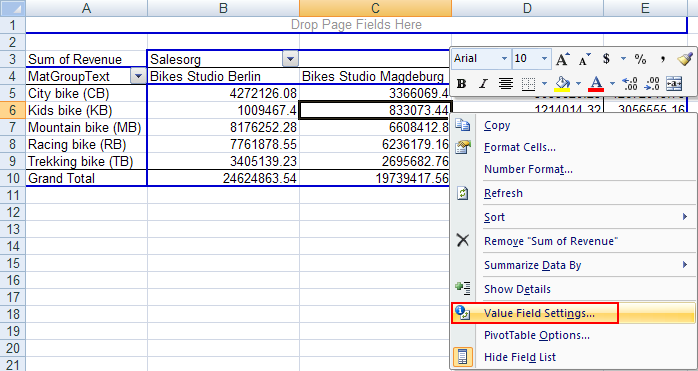 A B C D E
1 Drop Page Fields Here
2
3 Sum of Revenue Salesorg
4 MatGroupText Bikes Studio Berlin Bikes Studio Magdeburg
5 City bike (CB) 4272126.08 3366069.4
6 Kids bike (KB) 1009467.4 833073.44 1214014.32 3056555.16
7 Mountain bike (MB) 8176252.28 6608412.8
8 Racing bike (RB) 7761878.55 6236179.16
9 Trekking bike (TB) 3405139.23 2695682.76
10 Grand Total 24624863.54 19739417.56
11
12
13
14
15
16
17
18
19
20
21
Arial 10 A A $ % ,
B I A .00 .0
Copy
Format Cells...
Number Format...
Refresh
Sort
Remove "Sum of Revenue"
Summarize Data By
Show Details
Value Field Settings...
PivotTable Options...
Hide Field List